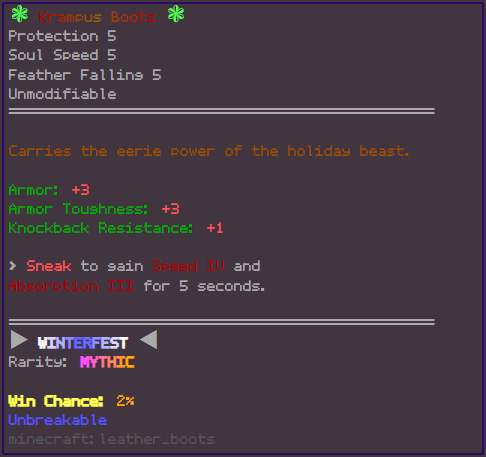 ❃ Krampus Boots ❃
Protection 5
Soul Speed 5
Feather Falling 5
Unmodifiable
Carries the eerie power of the holiday beast.
Armor: +3
Armor Toughness: +3
Knockback Resistance: +1
> Sneak to gain Speed IV and
Absorption III for 5 seconds.
▶ WINTERFEST ◀
Rarity: MYTHIC
Win Chance: 2%
Unbreakable
minecraft:leather_boots